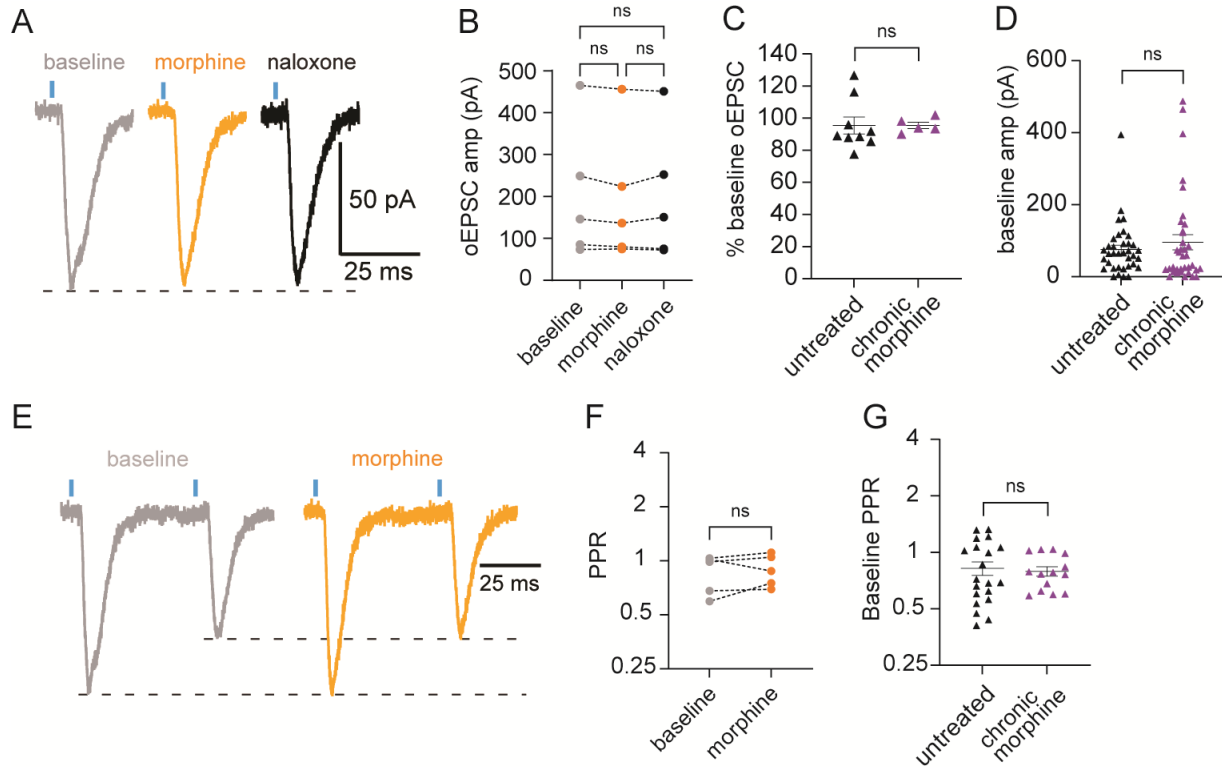 A
baseline
morphine
naloxone
50 pA
25 ms
B
ns
ns
ns
oEPSC amp (pA)
500
400
300
200
100
0
baseline
morphine
naloxone
C
ns
% baseline oEPSC
140
120
100
80
60
40
20
0
untreated
chronic
morphine
D
ns
baseline amp (pA)
600
400
200
0
untreated
chronic
morphine
E
baseline
morphine
25 ms
F
ns
PPR
4
2
1
0.5
0.25
baseline
morphine
G
ns
Baseline PPR
4
2
1
0.5
0.25
untreated
chronic
morphine